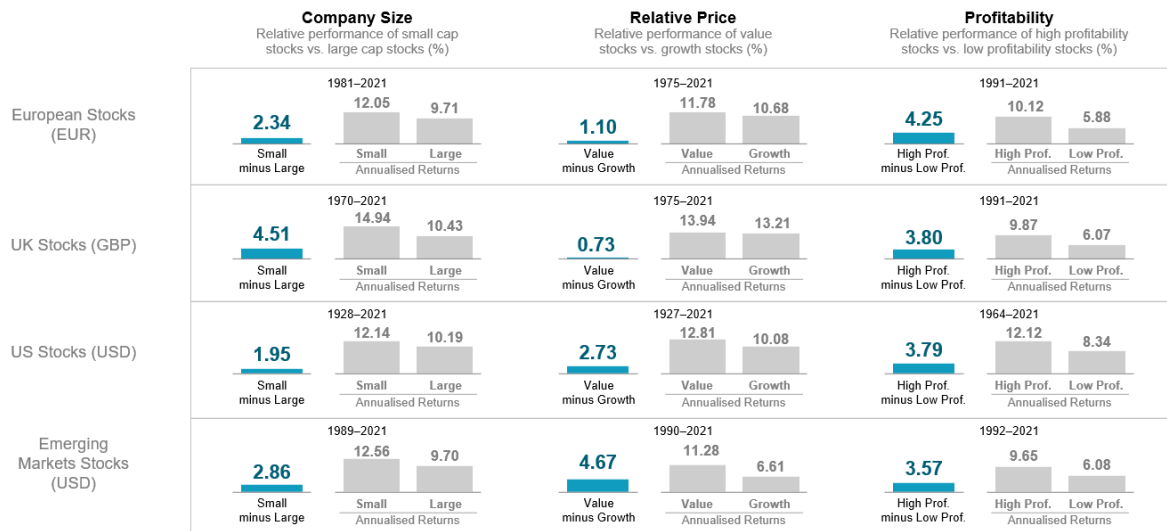 Company Size
Relative performance of small cap
stocks vs. large cap stocks (%)
Relative Price
Relative performance of value
stocks vs. growth stocks (%)
Profitability
Relative performance of high profitability
stocks vs. low profitability stocks (%)
European Stocks
(EUR)
1981–2021
2.34
12.05
9.71
Small
minus Large
Small
Large
Annualised Returns
1975–2021
1.10
11.78
10.68
Value
minus Growth
Value
Growth
Annualised Returns
1991–2021
4.25
10.12
5.88
High Prof.
minus Low Prof.
High Prof.
Low Prof.
Annualised Returns
UK Stocks (GBP)
1970–2021
4.51
14.94
10.43
Small
minus Large
Small
Large
Annualised Returns
1975–2021
0.73
13.94
13.21
Value
minus Growth
Value
Growth
Annualised Returns
1991–2021
3.80
9.87
6.07
High Prof.
minus Low Prof.
High Prof.
Low Prof.
Annualised Returns
US Stocks (USD)
1928–2021
1.95
12.14
10.19
Small
minus Large
Small
Large
Annualised Returns
1927–2021
2.73
12.81
10.08
Value
minus Growth
Value
Growth
Annualised Returns
1964–2021
3.79
12.12
8.34
High Prof.
minus Low Prof.
High Prof.
Low Prof.
Annualised Returns
Emerging
Markets Stocks
(USD)
1989–2021
2.86
12.56
9.70
Small
minus Large
Small
Large
Annualised Returns
1990–2021
4.67
11.28
6.61
Value
minus Growth
Value
Growth
Annualised Returns
1992–2021
3.57
9.65
6.08
High Prof.
minus Low Prof.
High Prof.
Low Prof.
Annualised Returns